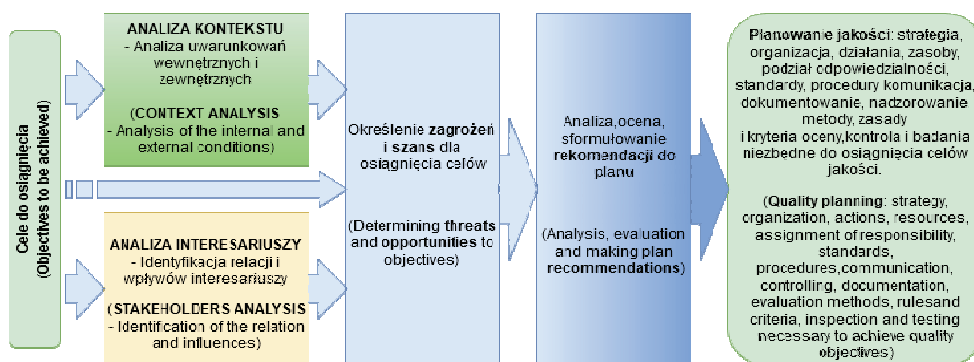 Cele do osiągnięcia
(Objectives to be achieved)
ANALIZA KONTEKSTU
- Analiza uwarunkowań
wewnętrznych i
zewnętrznych
(CONTEXT ANALYSIS
- Analysis of the internal and
external conditions)
ANALIZA INTERESARIUSZY
- Identyfikacja relacji i
wpływów interesariuszy
(STAKEHOLDERS ANALYSIS
- Identification of the relation
and influences)
Określenie zagrożeń
i szans dla
osiągnięcia celów
(Determining threats
and opportunities to
objectives)
Analiza,ocena,
sformułowanie
rekomendacji do
planu
(Analysis, evaluation
and making plan
recommendations)
Planowanie jakości: strategia,
organizacja, działania, zasoby,
podział odpowiedzialności,
standardy, procedury komunikacja,
dokumentowanie, nadzorowanie
metody, zasady
i kryteria oceny,kontrola i badania
niezbędne do osiągnięcia celów
jakości.
(Quality planning: strategy,
organization, actions, resources,
assignment of responsibility,
standards,
procedures,communication,
controlling, documentation,
evaluation methods, rulesand
criteria, inspection and testing
necessary to achieve quality
objectives)